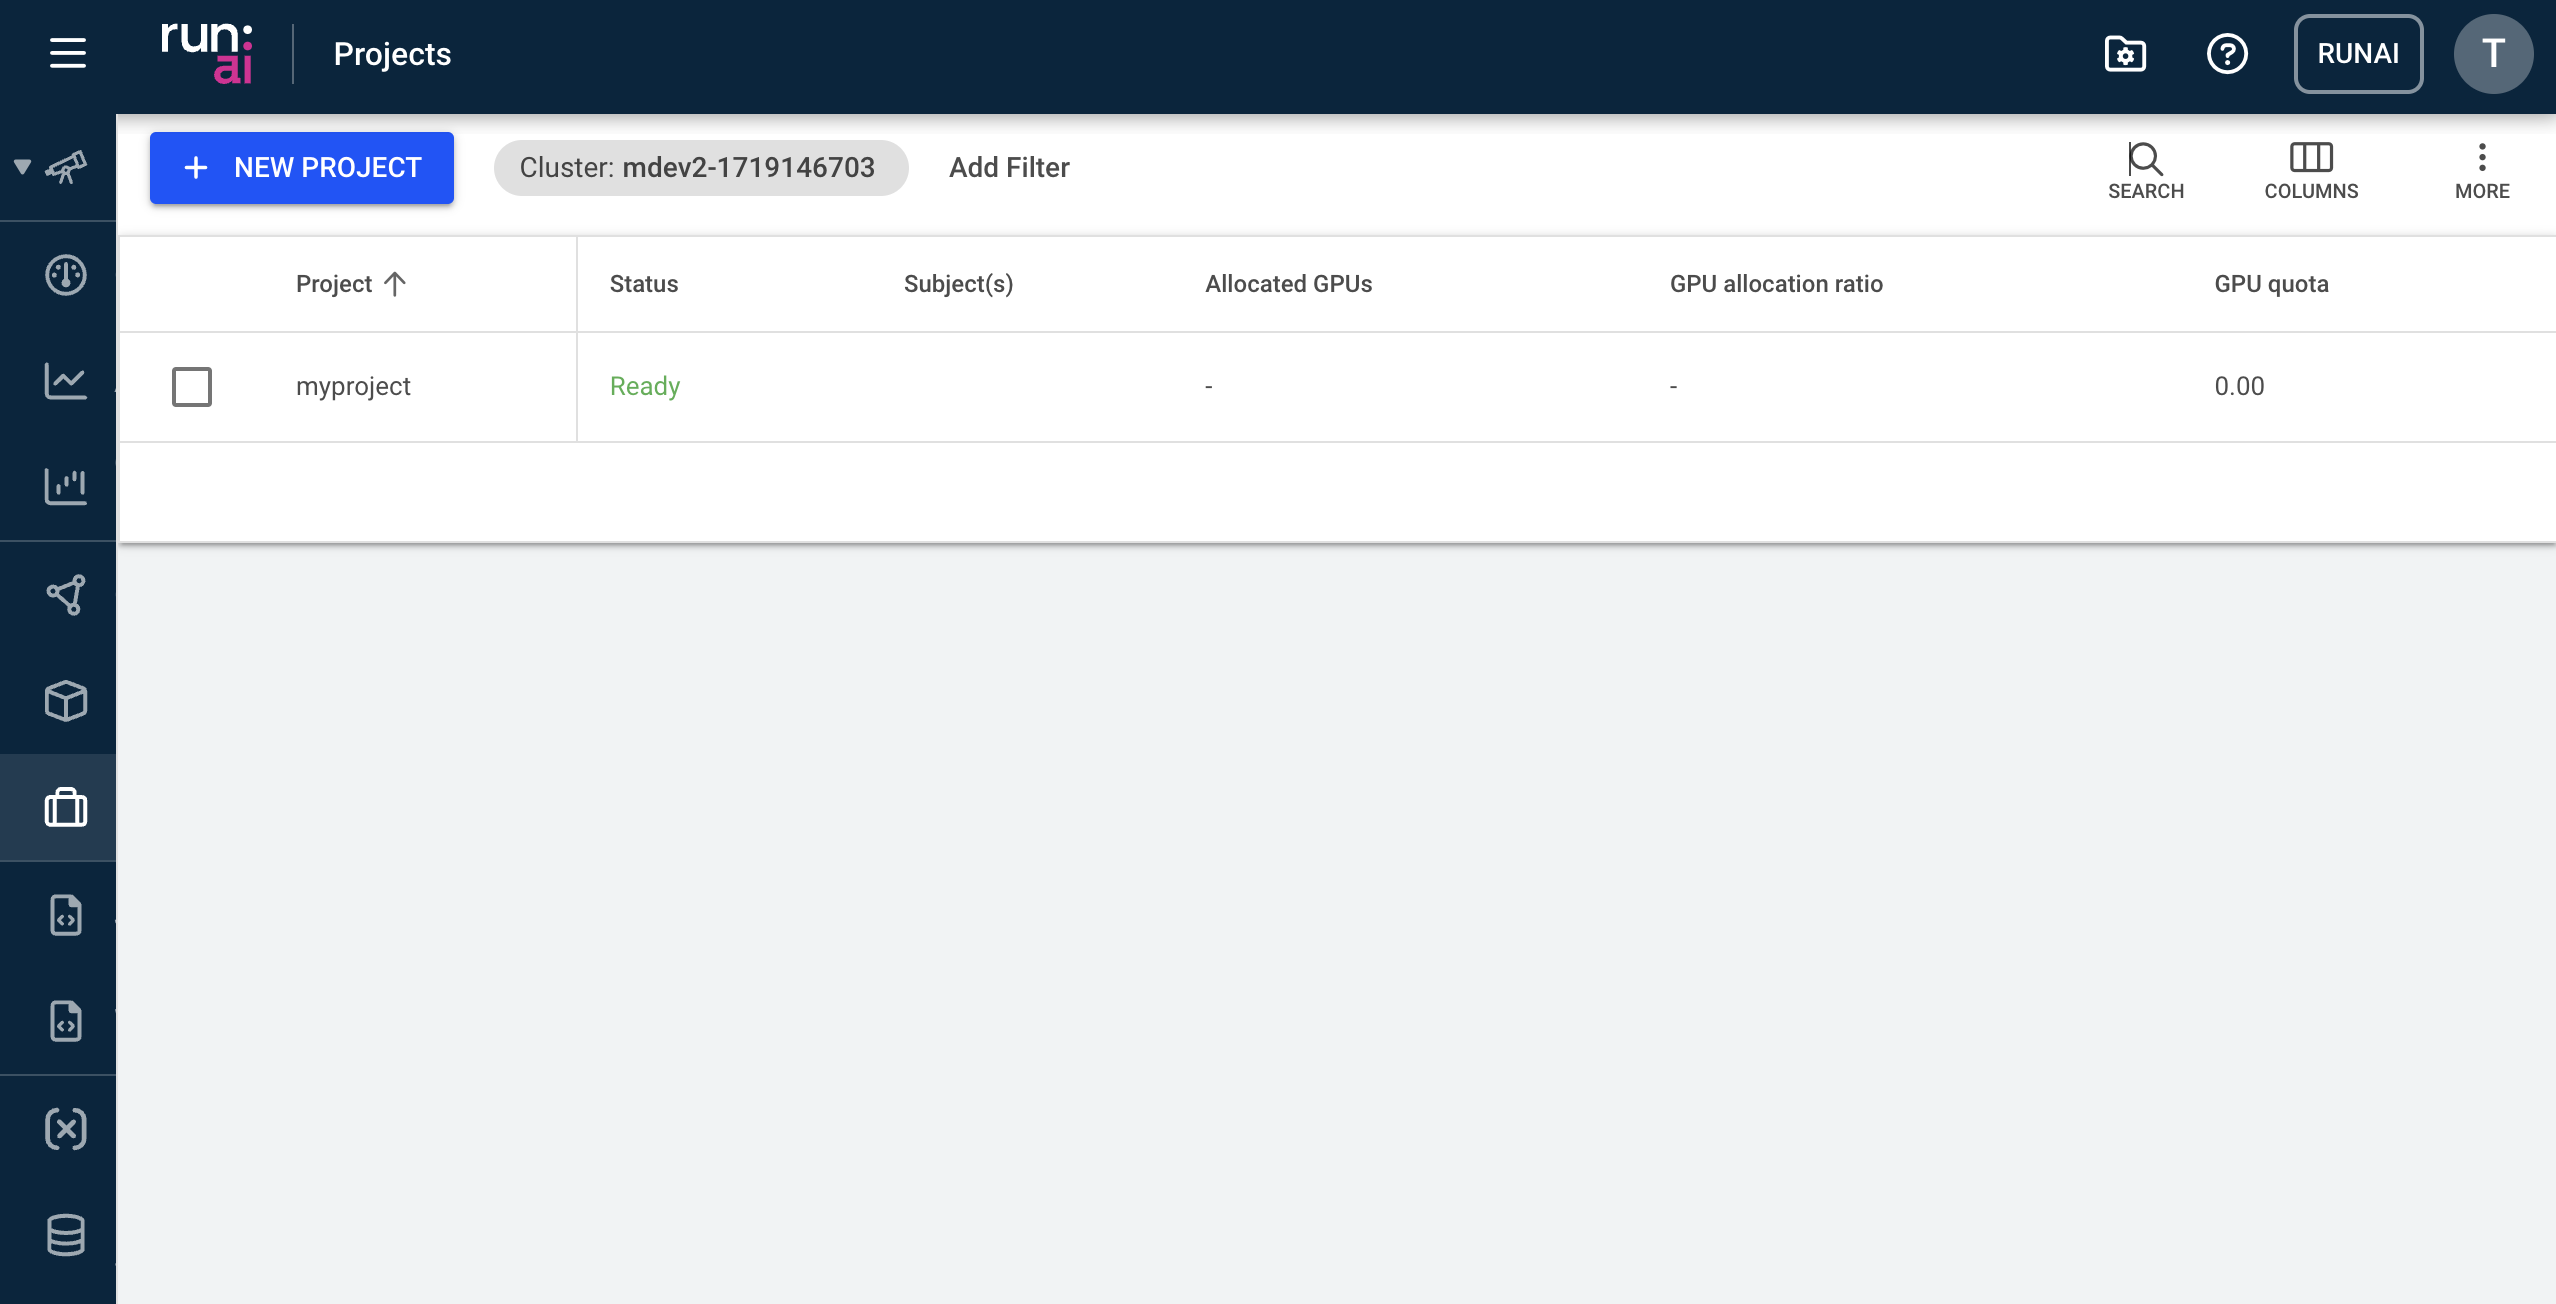 run:
ai
Projects
RUNAI
T
NEW PROJECT
Cluster: mdev2-1719146703
Add Filter
SEARCH
COLUMNS
MORE
Project Status Subject(s) Allocated GPUs GPU allocation ratio GPU quota
myproject Ready - - 0.00